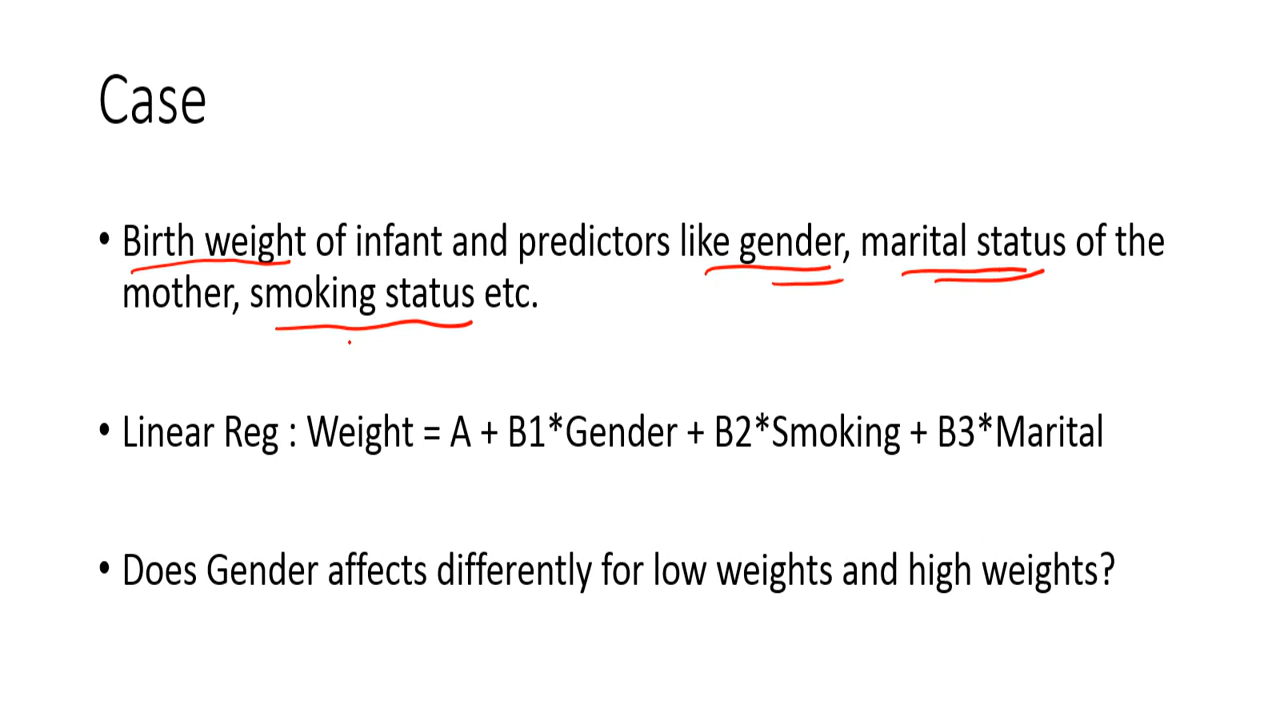 Case
• Birth weight of infant and predictors like gender, marital status of the
mother, smoking status etc.
• Linear Reg : Weight = A + B1*Gender + B2*Smoking + B3*Marital
• Does Gender affects differently for low weights and high weights?